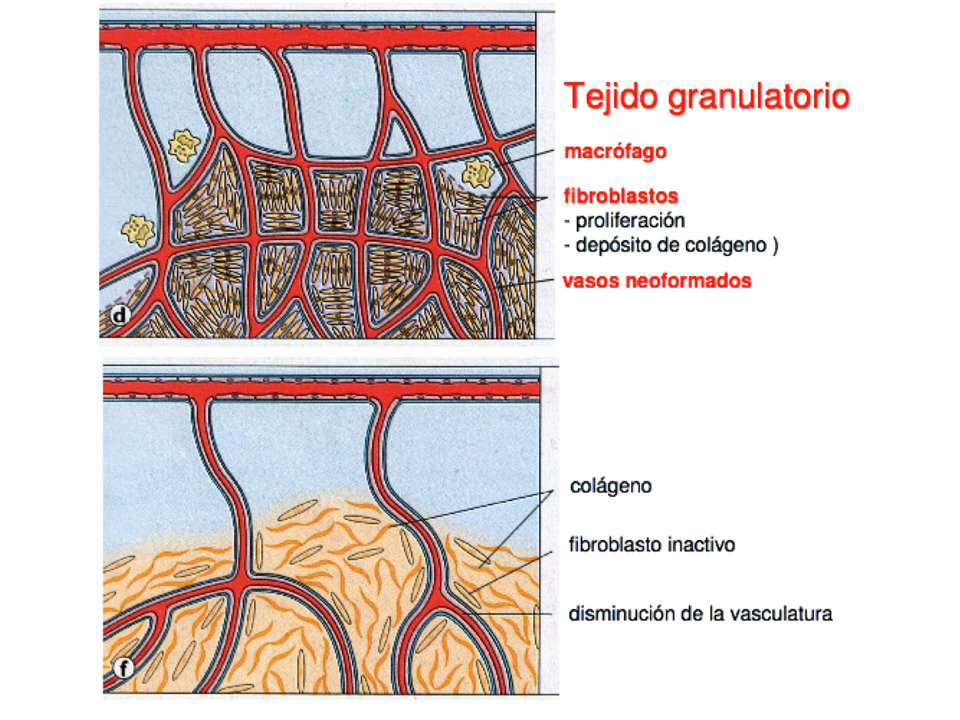 Tejido granulatorio
macrófago
fibroblastos
- proliferación
- depósito de colágeno )
vasos neoformados
d
colágeno
fibroblasto inactivo
disminución de la vasculatura
f